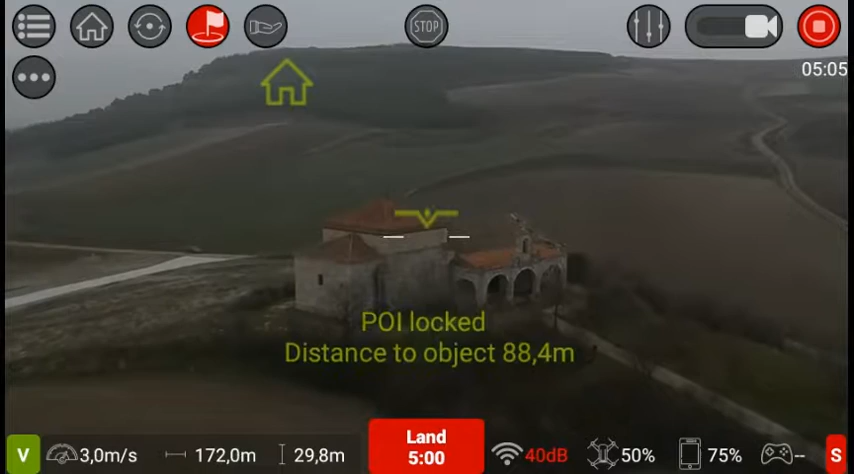 STOP
05:05
POI locked
Distance to object 88,4m
V
3,0m/s
172,0m
29,8m
Land
5:00
40dB
50%
75%
--
S